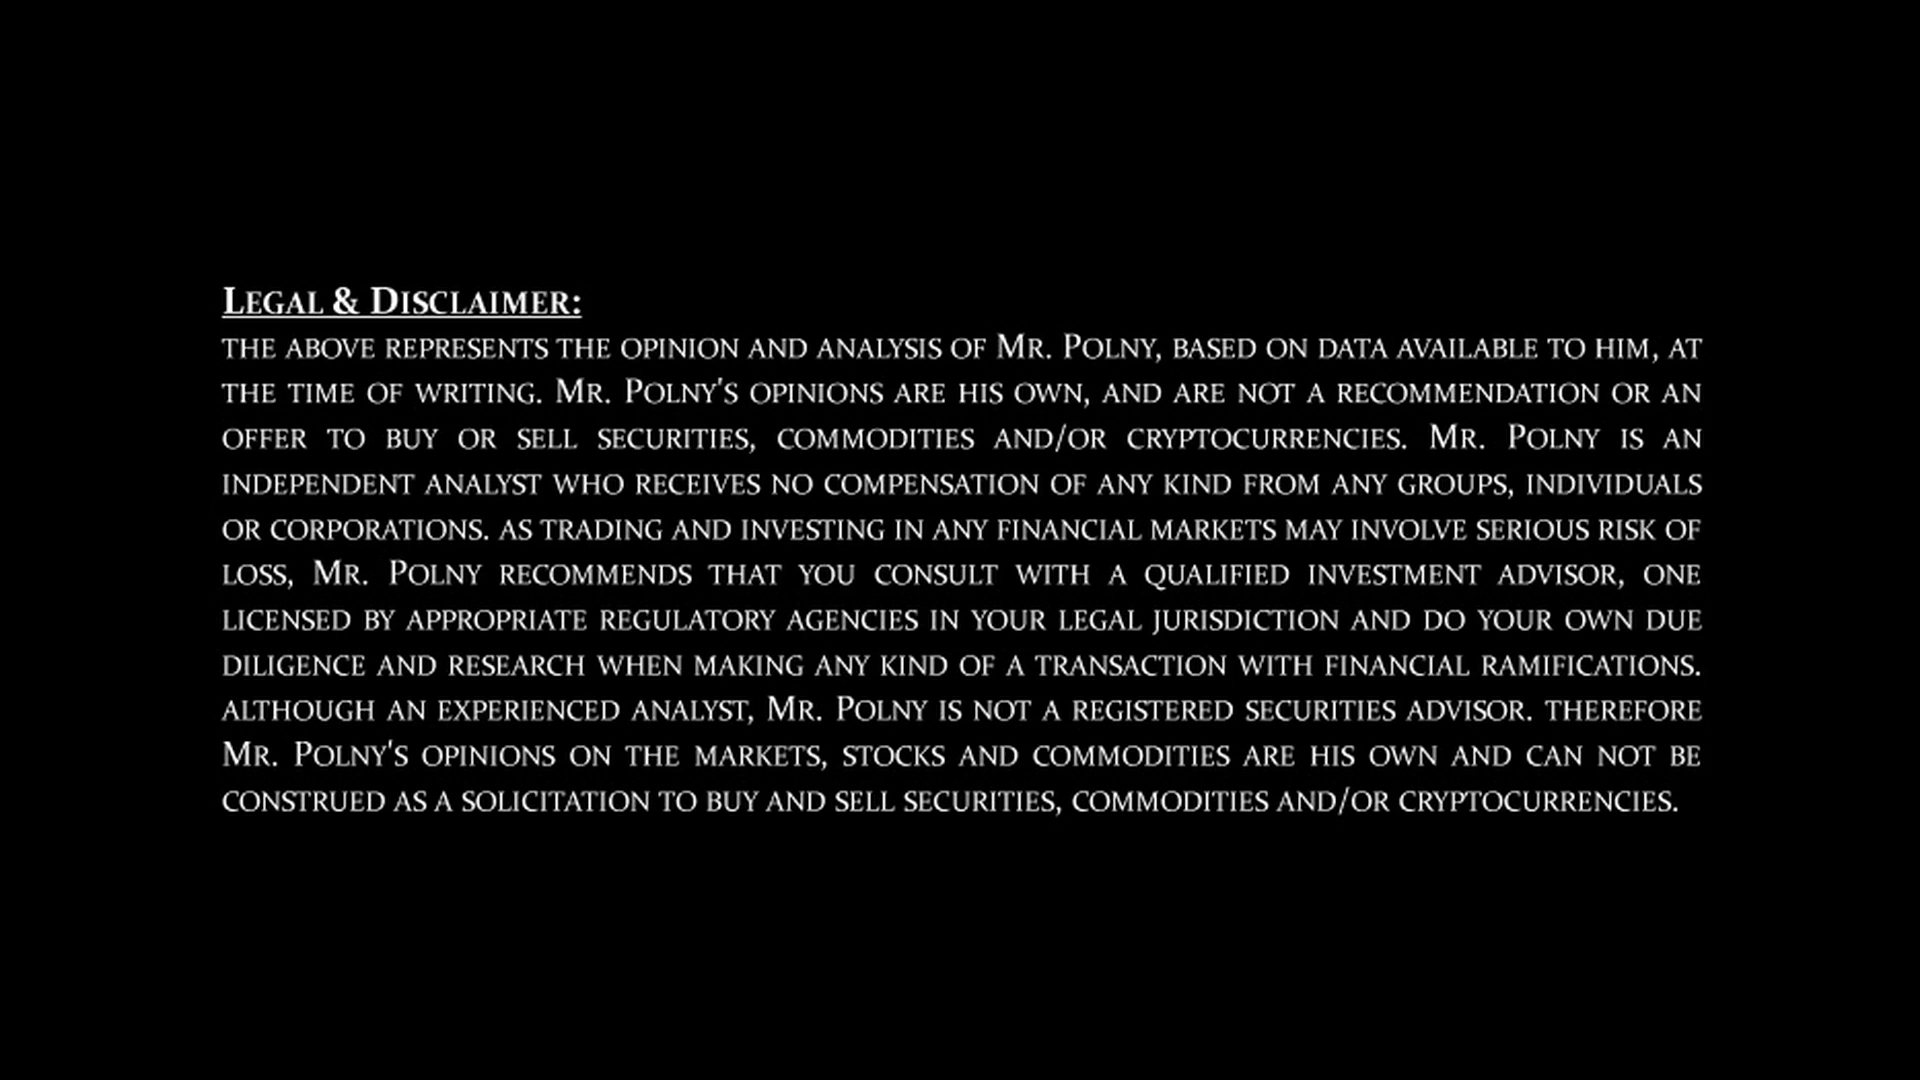 LEGAL & DISCLAIMER:
THE ABOVE REPRESENTS THE OPINION AND ANALYSIS OF MR. POLNY, BASED ON DATA AVAILABLE TO HIM, AT
THE TIME OF WRITING. MR. POLNY'S OPINIONS ARE HIS OWN, AND ARE NOT A RECOMMENDATION OR AN
OFFER TO BUY OR SELL SECURITIES, COMMODITIES AND/OR CRYPTOCURRENCIES. MR. POLNY IS AN
INDEPENDENT ANALYST WHO RECEIVES NO COMPENSATION OF ANY KIND FROM ANY GROUPS, INDIVIDUALS
OR CORPORATIONS. AS TRADING AND INVESTING IN ANY FINANCIAL MARKETS MAY INVOLVE SERIOUS RISK OF
LOSS, MR. POLNY RECOMMENDS THAT YOU CONSULT WITH A QUALIFIED INVESTMENT ADVISOR, ONE
LICENSED BY APPROPRIATE REGULATORY AGENCIES IN YOUR LEGAL JURISDICTION AND DO YOUR OWN DUE
DILIGENCE AND RESEARCH WHEN MAKING ANY KIND OF A TRANSACTION WITH FINANCIAL RAMIFICATIONS.
ALTHOUGH AN EXPERIENCED ANALYST, MR. POLNY IS NOT A REGISTERED SECURITIES ADVISOR. THEREFORE
MR. POLNY'S OPINIONS ON THE MARKETS, STOCKS AND COMMODITIES ARE HIS OWN AND CAN NOT BE
CONSTRUED AS A SOLICITATION TO BUY AND SELL SECURITIES, COMMODITIES AND/OR CRYPTOCURRENCIES.